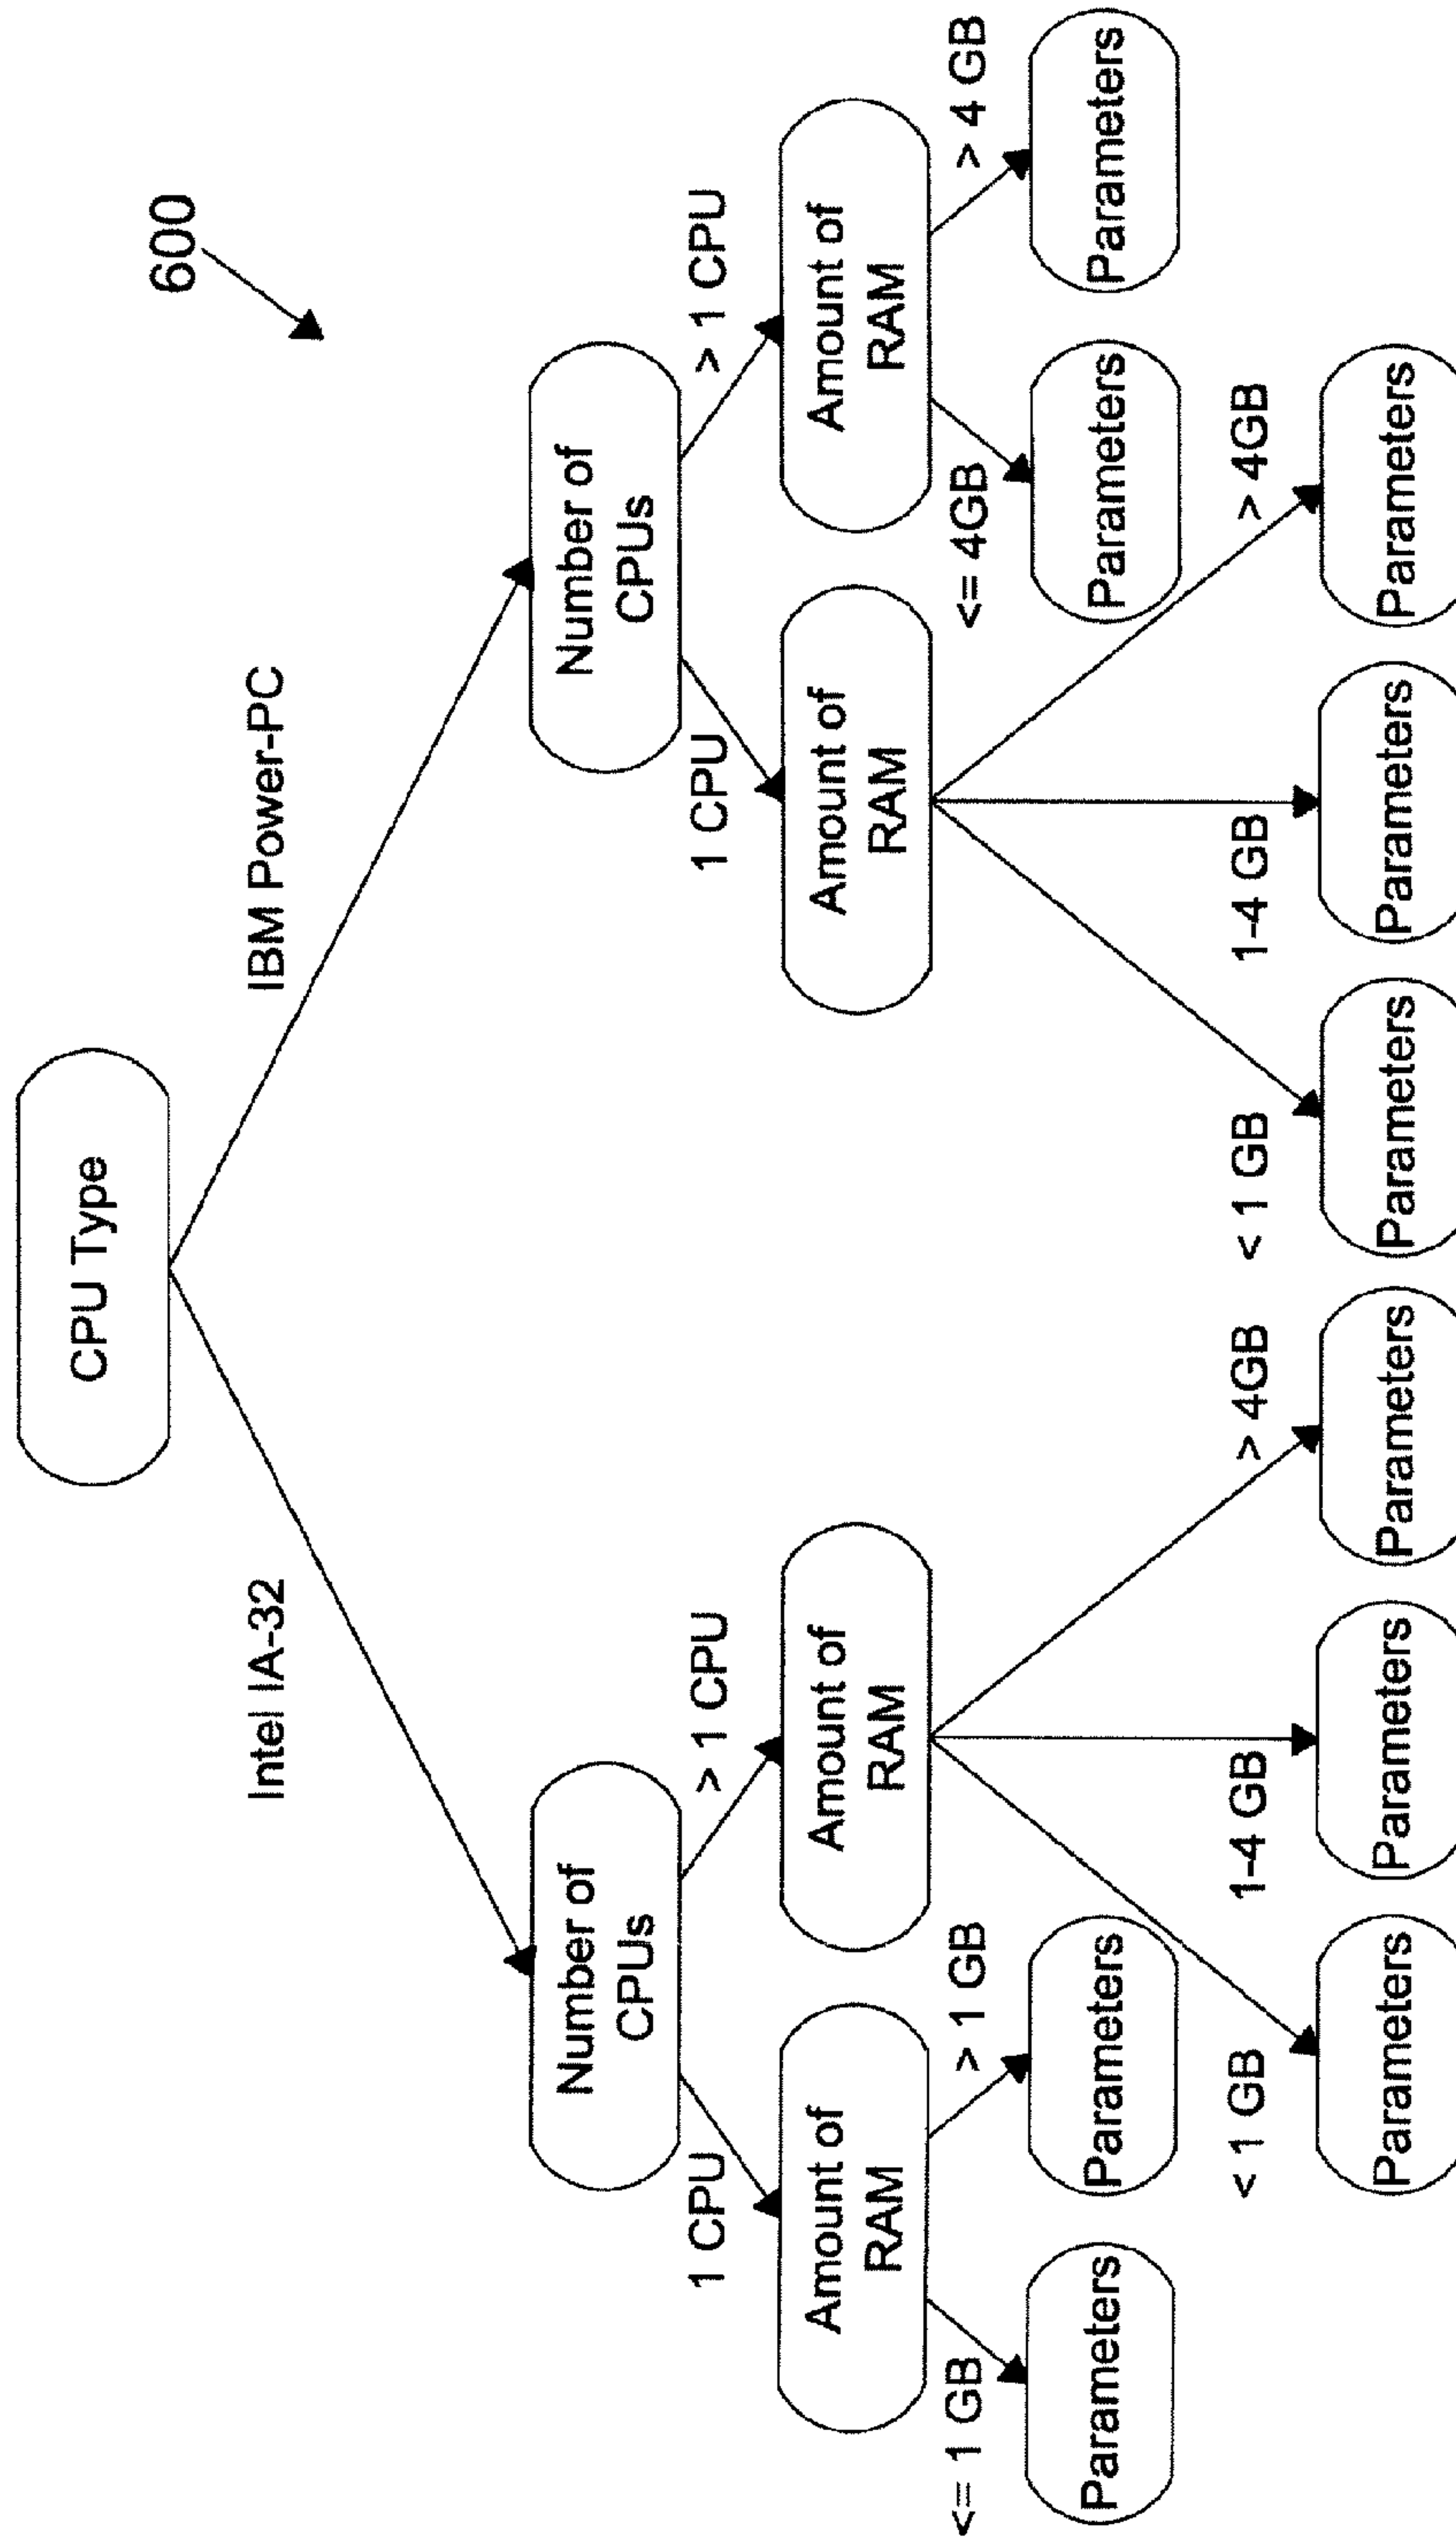 600
CPU Type
Intel IA-32
IBM Power-PC
Number of
CPUs
Number of
CPUs
1 CPU
> 1 CPU
1 CPU
> 1 CPU
Amount of
RAM
Amount of
RAM
Amount of
RAM
Amount of
RAM
<= 1 GB
> 1 GB
<= 4GB
> 4 GB
Parameters
Parameters
Parameters
Parameters
< 1 GB
1-4 GB
> 4GB
< 1 GB
1-4 GB
> 4GB
Parameters
Parameters
Parameters
Parameters
Parameters
Parameters